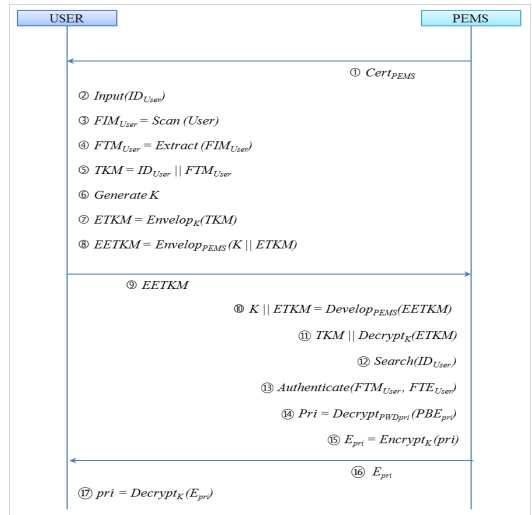 USER
PEMS
① Cert_PEMS
② Input(ID_User)
③ FIM_User = Scan (User)
④ FTM_User = Extract (FIM_User)
⑤ TKM = ID_User || FTM_User
⑥ Generate K
⑦ ETKM = Envelop_K(TKM)
⑧ EETKM = Envelop_PEMS(K || ETKM)
⑨ EETKM
⑩ K || ETKM = Develop_PEMS(EETKM)
⑪ TKM || Decrypt_K(ETKM)
⑫ Search(ID_User)
⑬ Authenticate(FTM_User, FTE_User)
⑭ Pri = Decrypt_PWDpri(PBE_pri)
⑮ E_pri = Encrypt_K(pri)
⑯ E_pri
⑰ pri = Decrypt_K(E_pri)